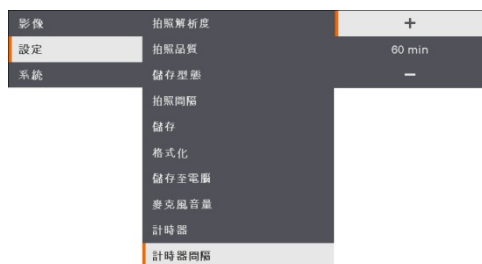 影像
設定
系統
拍照解析度
拍照品質
儲存型態
拍照間隔
儲存
格式化
儲存至電腦
麥克風音量
計時器
計時器間隔
+
60 min
−